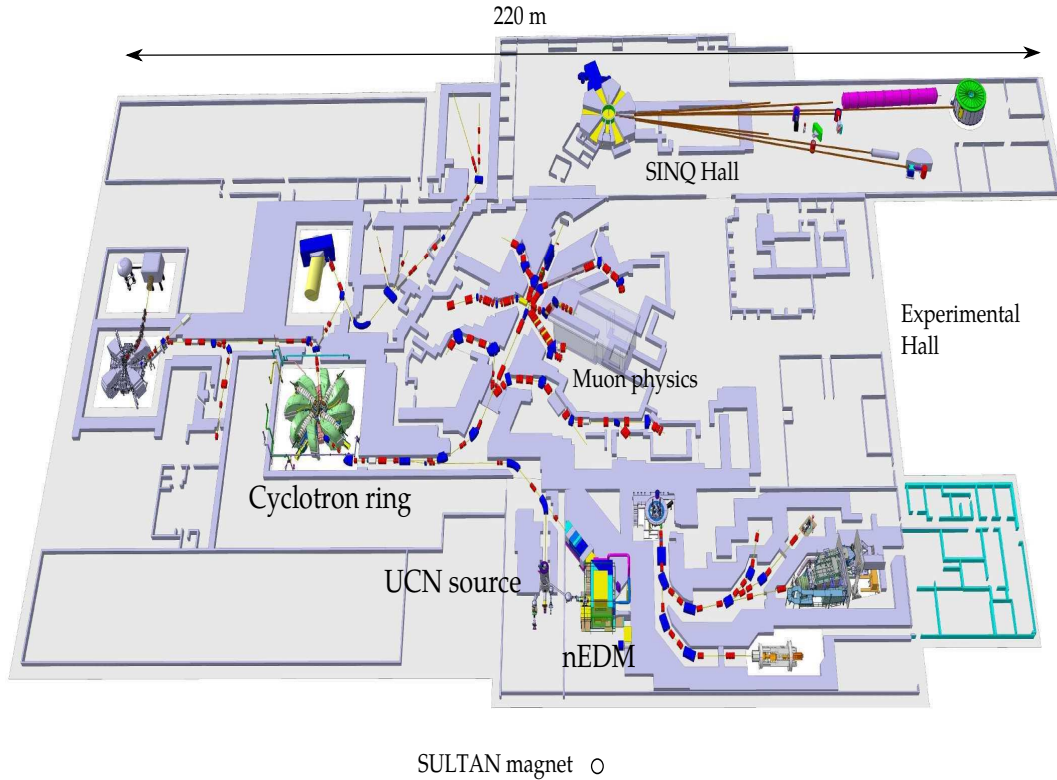 220 m
SINQ Hall
Experimental
Hall
Muon physics
Cyclotron ring
UCN source
nEDM
SULTAN magnet